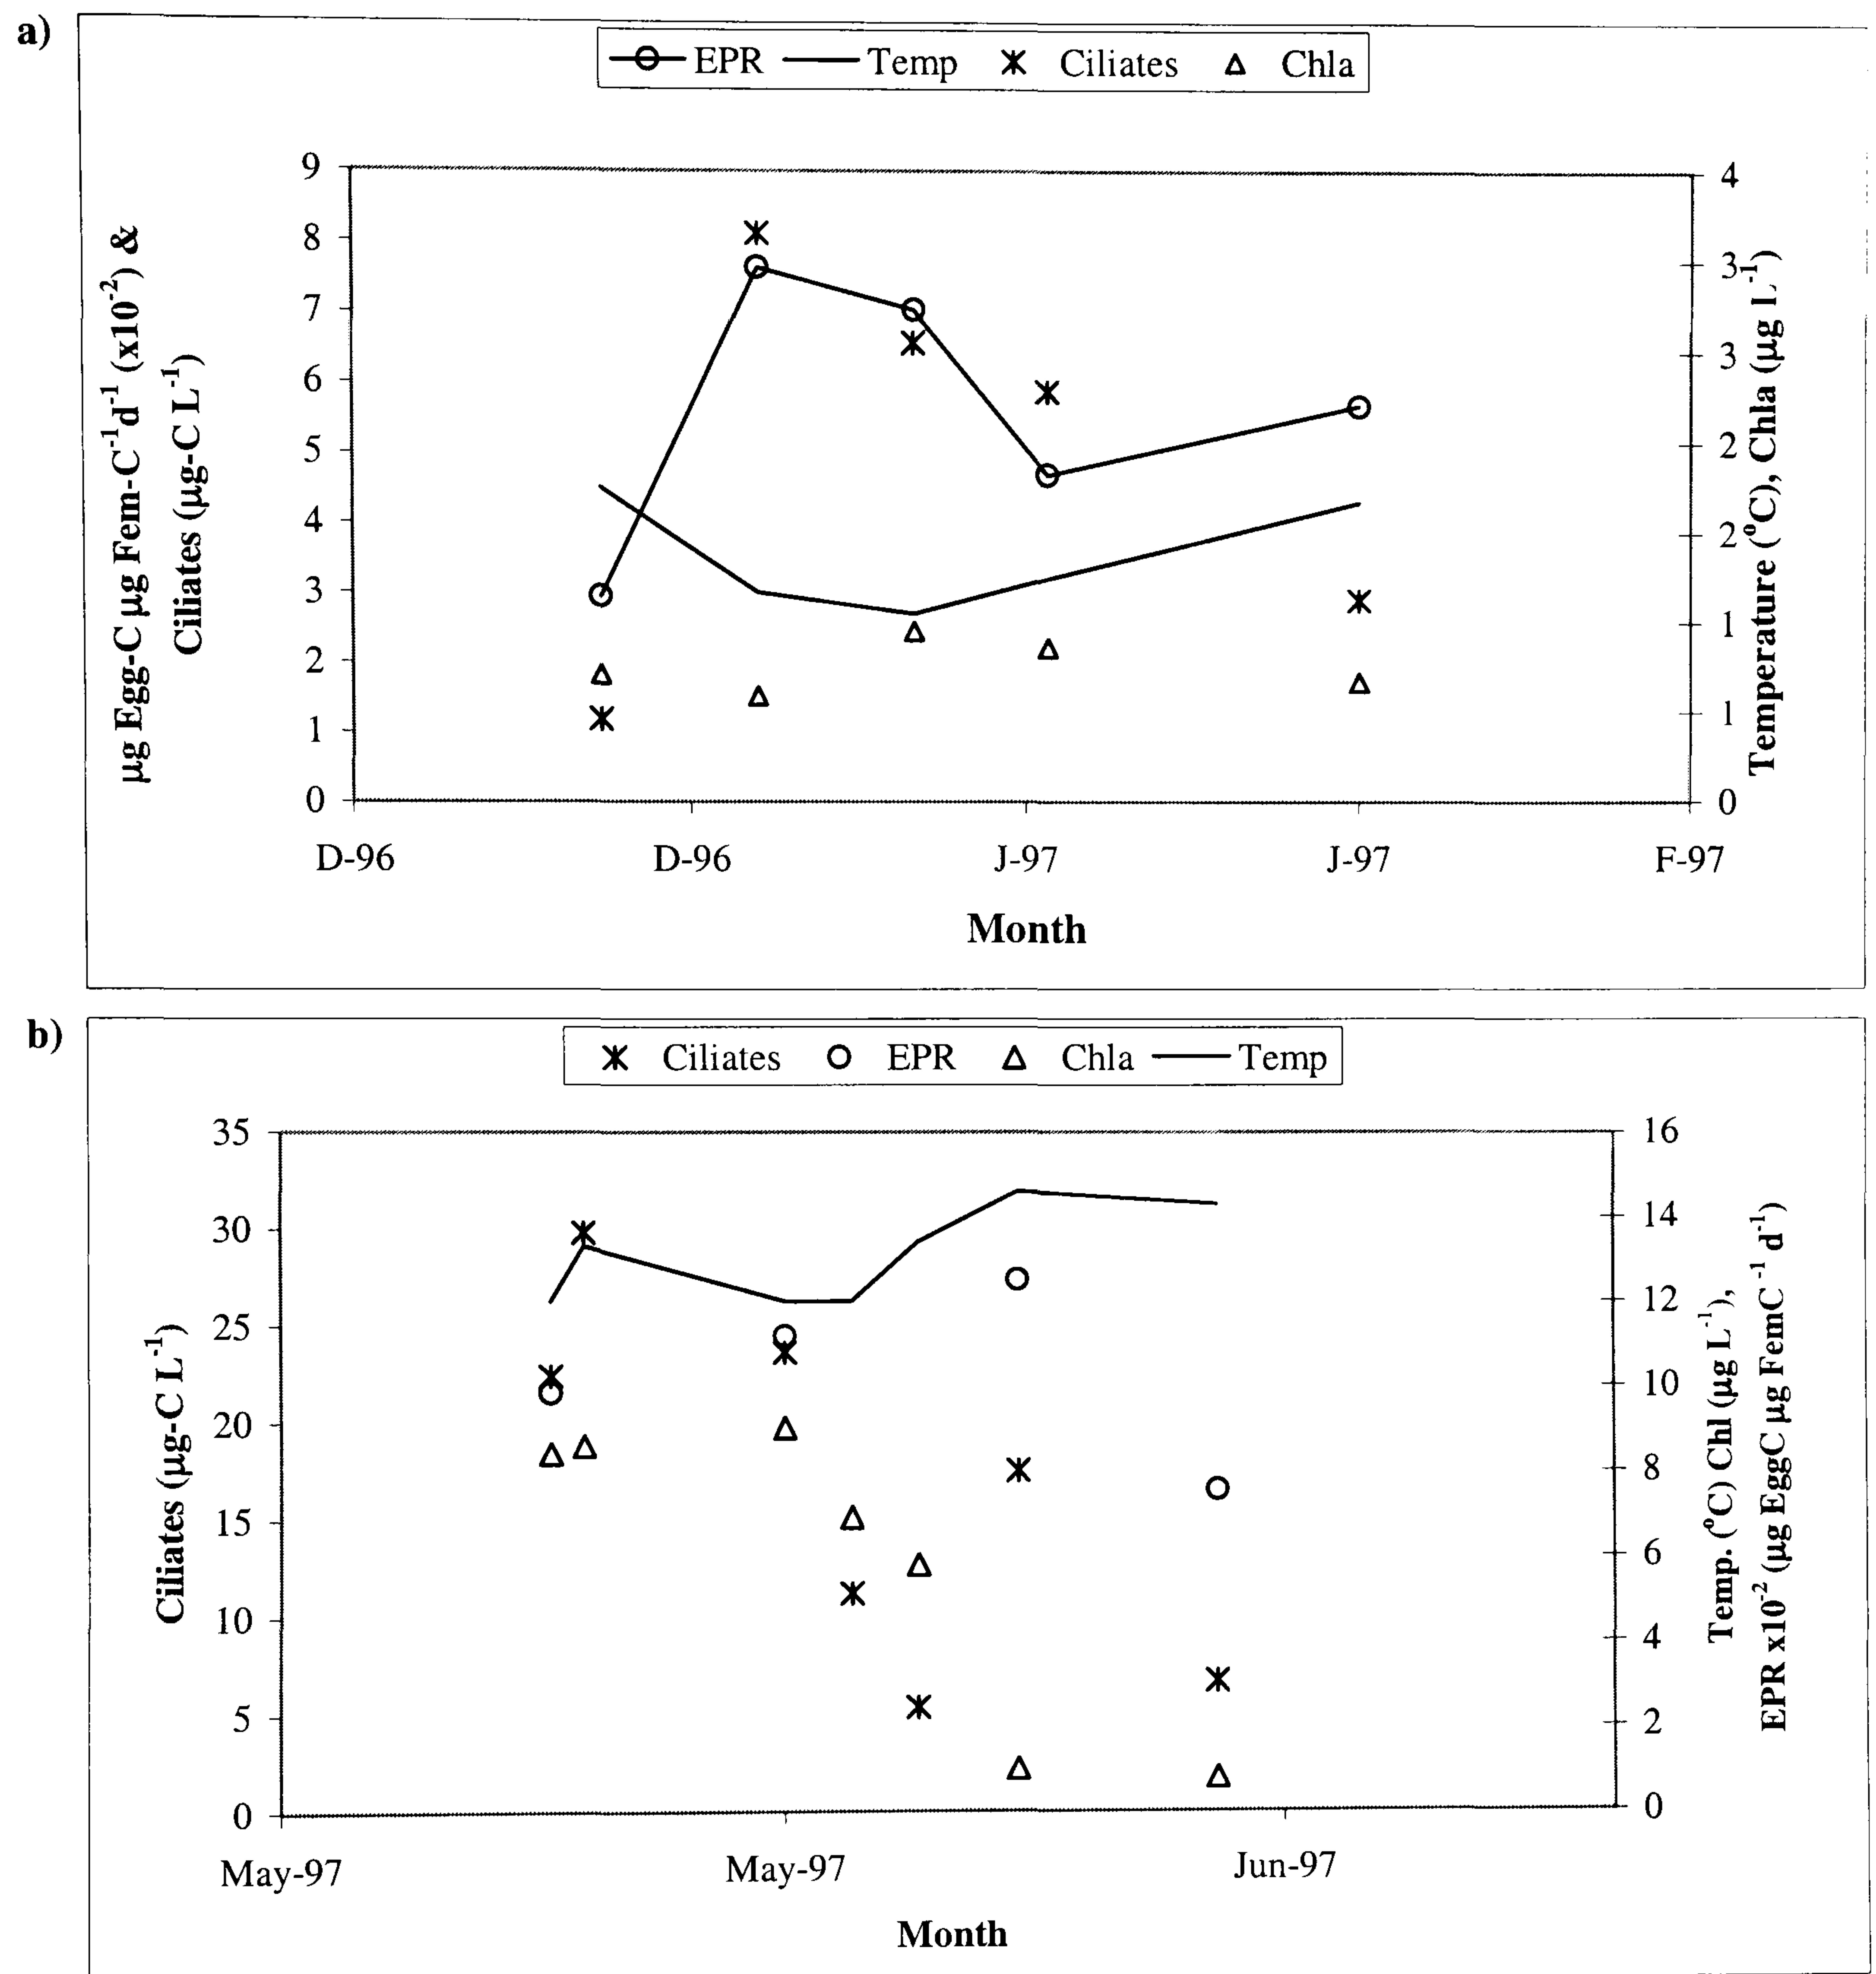 a)
EPR Temp Ciliates Chla
9
8
7
6
5
4
3
2
1
0
4
3
3
2
2
1
1
0
µg Egg-C µg Fem-C⁻¹d⁻¹ (x10⁻²) &
Ciliates (µg-C L⁻¹)
Temperature (°C), Chla (µg L⁻¹)
D-96 D-96 J-97 J-97 F-97
Month
b)
Ciliates EPR Chla Temp
35
30
25
20
15
10
5
0
16
14
12
10
8
6
4
2
0
Ciliates (µg-C L⁻¹)
Temp. (°C) Chl (µg L⁻¹),
EPR x10⁻² (µg EggC µg FemC⁻¹ d⁻¹)
May-97 May-97 Jun-97
Month